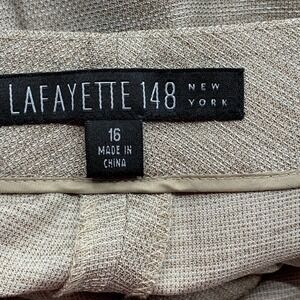 LAFAYETTE 148 NEW YORK
16
MADE IN
CHINA